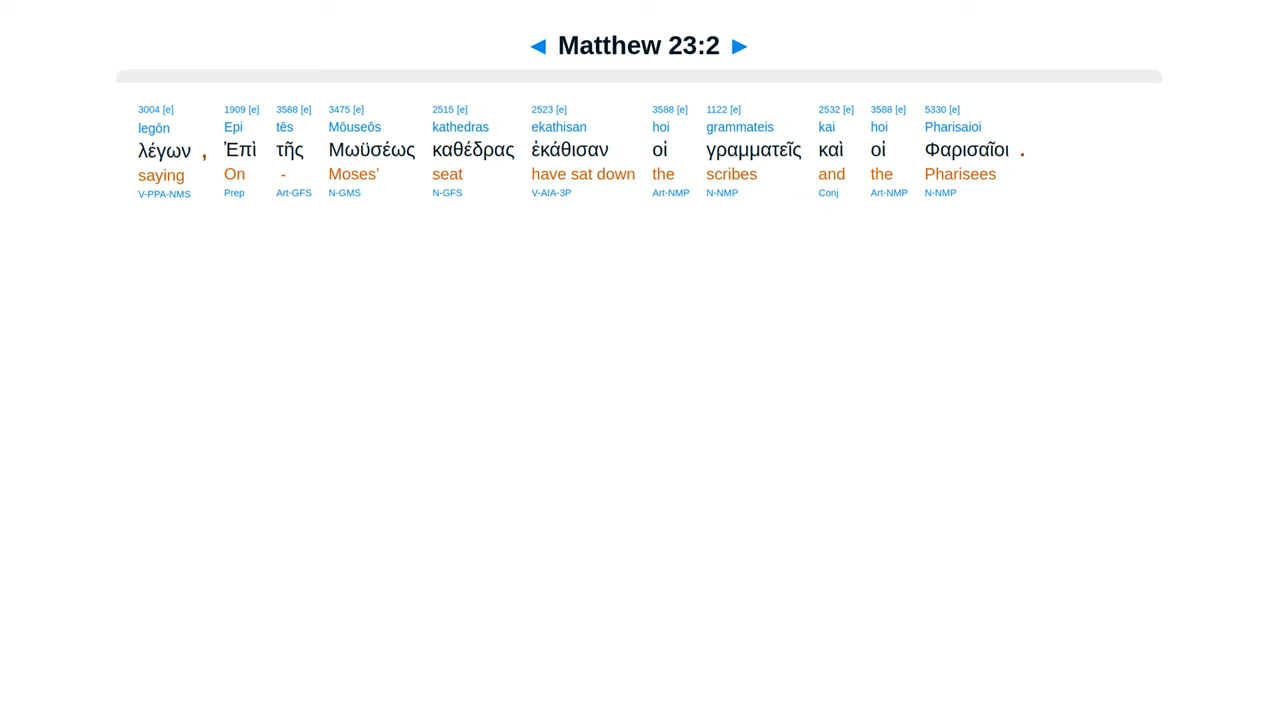 ◄ Matthew 23:2 ►
3004 [e] 1909 [e] 3588 [e] 3475 [e] 2515 [e] 2523 [e] 3588 [e] 1122 [e] 2532 [e] 3588 [e] 5330 [e]
legōn Epi tēs Mōuseōs kathedras ekathisan hoi grammateis kai hoi Pharisaioi
λέγων , Ἐπὶ τῆς Μωϋσέως καθέδρας ἐκάθισαν οἱ γραμματεῖς καὶ οἱ Φαρισαῖοι .
saying On - Moses’ seat have sat down the scribes and the Pharisees
V-PPA-NMS Prep Art-GFS N-GMS N-GFS V-AIA-3P Art-NMP N-NMP Conj Art-NMP N-NMP